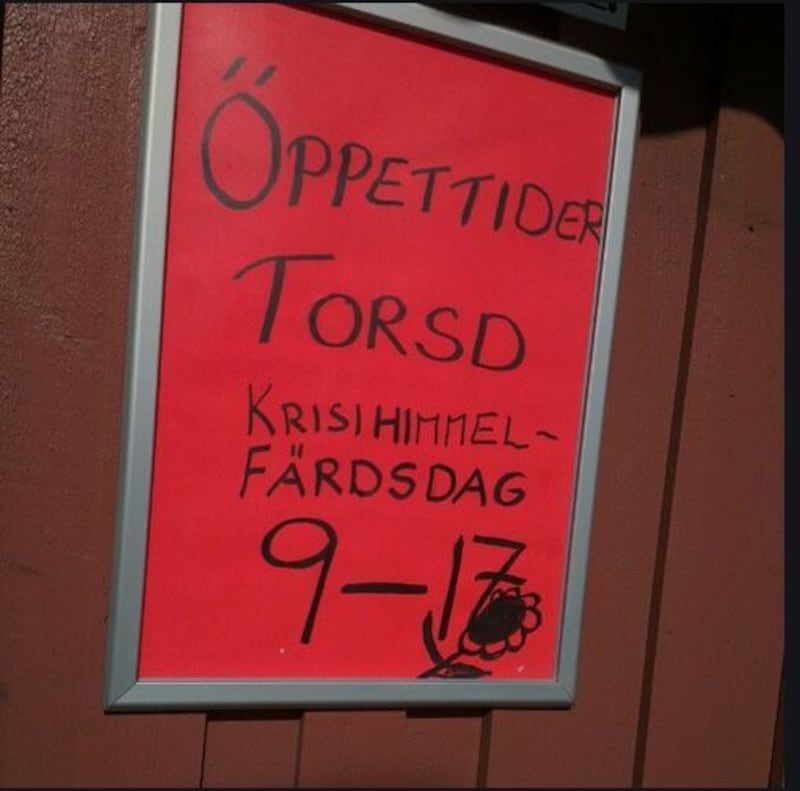 ÖPPETTIDER
TORSD
KRISIHIMMEL-
FÄRDSDAG
9-17